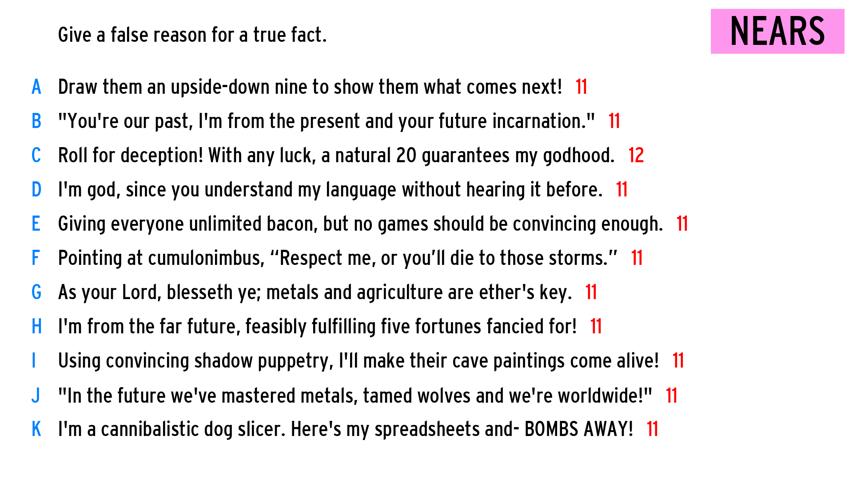 Give a false reason for a true fact.
NEARS
A Draw them an upside-down nine to show them what comes next! 11
B "You're our past, I'm from the present and your future incarnation." 11
C Roll for deception! With any luck, a natural 20 guarantees my godhood. 12
D I'm god, since you understand my language without hearing it before. 11
E Giving everyone unlimited bacon, but no games should be convincing enough. 11
F Pointing at cumulonimbus, “Respect me, or you’ll die to those storms.” 11
G As your Lord, blesseth ye; metals and agriculture are ether's key. 11
H I'm from the far future, feasibly fulfilling five fortunes fancied for! 11
I Using convincing shadow puppetry, I'll make their cave paintings come alive! 11
J "In the future we've mastered metals, tamed wolves and we're worldwide!" 11
K I'm a cannibalistic dog slicer. Here's my spreadsheets and- BOMBS AWAY! 11